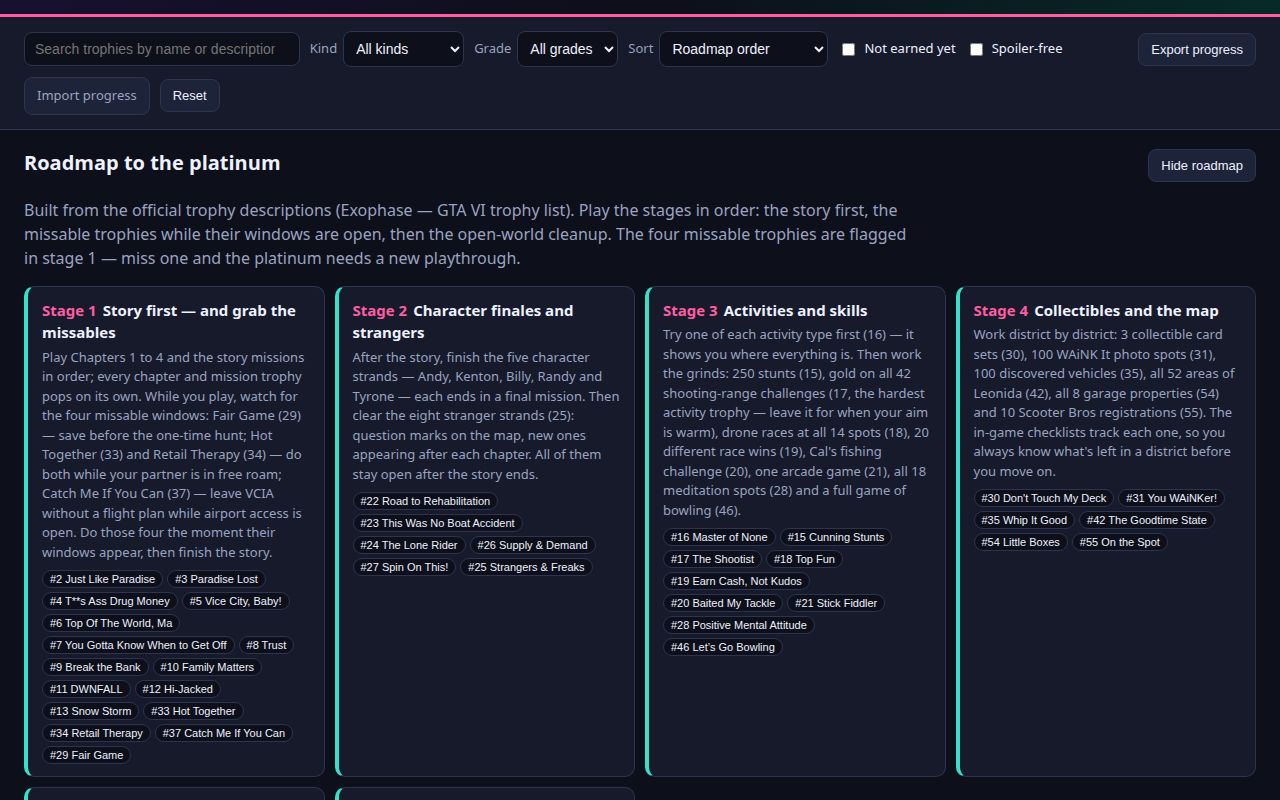 Search trophies by name or description
Kind All kinds Grade All grades Sort Roadmap order Not earned yet Spoiler-free Export progress
Import progress Reset
Roadmap to the platinum
Hide roadmap
Built from the official trophy descriptions (Exophase — GTA VI trophy list). Play the stages in order: the story first, the
missable trophies while their windows are open, then the open-world cleanup. The four missable trophies are flagged
in stage 1 — miss one and the platinum needs a new playthrough.
Stage 1 Story first — and grab the
missables
Play Chapters 1 to 4 and the story missions
in order; every chapter and mission trophy
pops on its own. While you play, watch for
the four missable windows: Fair Game (29)
— save before the one-time hunt; Hot
Together (33) and Retail Therapy (34) — do
both while your partner is in free roam;
Catch Me If You Can (37) — leave VCIA
without a flight plan while airport access is
open. Do those four the moment their
windows appear, then finish the story.
#2 Just Like Paradise #3 Paradise Lost
#4 T**s Ass Drug Money #5 Vice City, Baby!
#6 Top Of The World, Ma
#7 You Gotta Know When to Get Off #8 Trust
#9 Break the Bank #10 Family Matters
#11 DWNFALL #12 Hi-Jacked
#13 Snow Storm #33 Hot Together
#34 Retail Therapy #37 Catch Me If You Can
#29 Fair Game
Stage 2 Character finales and
strangers
After the story, finish the five character
strands — Andy, Kenton, Billy, Randy and
Tyrone — each ends in a final mission. Then
clear the eight stranger strands (25):
question marks on the map, new ones
appearing after each chapter. All of them
stay open after the story ends.
#22 Road to Rehabilitation
#23 This Was No Boat Accident
#24 The Lone Rider #26 Supply & Demand
#27 Spin On This! #25 Strangers & Freaks
Stage 3 Activities and skills
Try one of each activity type first (16) — it
shows you where everything is. Then work
the grinds: 250 stunts (15), gold on all 42
shooting-range challenges (17, the hardest
activity trophy — leave it for when your aim
is warm), drone races at all 14 spots (18), 20
different race wins (19), Cal's fishing
challenge (20), one arcade game (21), all 18
meditation spots (28) and a full game of
bowling (46).
#16 Master of None #15 Cunning Stunts
#17 The Shootist #18 Top Fun
#19 Earn Cash, Not Kudos
#20 Baited My Tackle #21 Stick Fiddler
#28 Positive Mental Attitude
#46 Let's Go Bowling
Stage 4 Collectibles and the map
Work district by district: 3 collectible card
sets (30), 100 WAiNK It photo spots (31),
100 discovered vehicles (35), all 52 areas of
Leonida (42), all 8 garage properties (54)
and 10 Scooter Bros registrations (55). The
in-game checklists track each one, so you
always know what's left in a district before
you move on.
#30 Don't Touch My Deck #31 You WAiNKer!
#35 Whip It Good #42 The Goodtime State
#54 Little Boxes #55 On the Spot